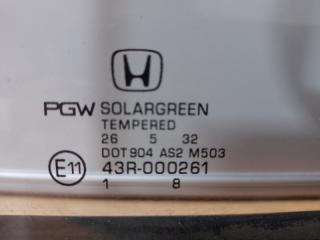 PGW SOLARGREEN
TEMPERED
26 5 32
DOT904 AS2 M503
E11 43R-000261
1 8